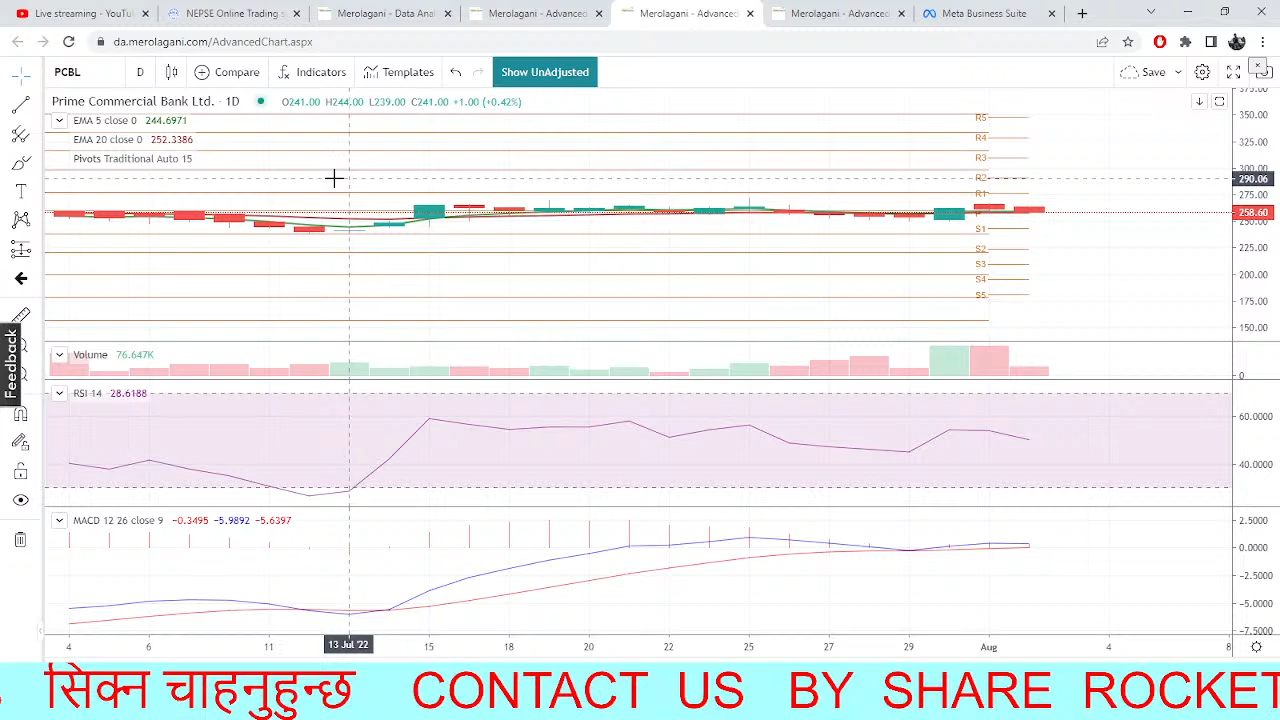 Live streaming - YouTu
NEPSE Online Trading s
Merolagani - Data Anal
Merolagani - Advanced
Merolagani - Advanced
Merolagani - Advanced
Meta Business Suite
da.merolagani.com/AdvancedChart.aspx
PCBL D Compare Indicators Templates Show UnAdjusted Save
Prime Commercial Bank Ltd. · 1D O241.00 H244.00 L239.00 C241.00 +1.00 (+0.42%)
EMA 5 close 0 244.6971
EMA 20 close 0 252.3386
Pivots Traditional Auto 15
R5
R4
R3
R2
R1
P
S1
S2
S3
S4
S5
375.00
350.00
325.00
300.00
290.06
275.00
258.60
250.00
225.00
200.00
175.00
150.00
Feedback
Volume 76.647K
0
RSI 14 28.6188
60.0000
40.0000
MACD 12 26 close 9 −0.3495 −5.9892 −5.6397
2.5000
0.0000
−2.5000
−5.0000
−7.5000
4 6 11 13 Jul '22 15 18 20 22 25 27 29 Aug 4 8
सिक्न चाहनुहुन्छ CONTACT US BY SHARE ROCKET